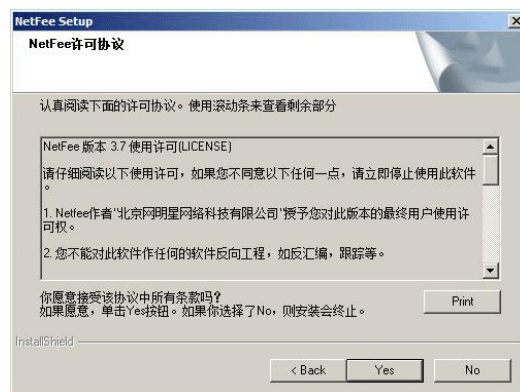 NetFee Setup
NetFee许可协议
认真阅读下面的许可协议。使用滚动条来查看剩余部分
NetFee 版本 3.7 使用许可(LICENSE)
请仔细阅读以下使用许可，如果您不同意以下任何一点，请立即停止使用此软件
。
1. Netfee作者"北京网明星网络科技有限公司"授予您对此版本的最终用户使用许
可权。
2. 您不能对此软件作任何的软件反向工程，如反汇编，跟踪等。
你愿意接受该协议中所有条款吗?
如果愿意，单击Yes按钮。如果你选择了No，则安装会终止。
Print
InstallShield
< Back
Yes
No